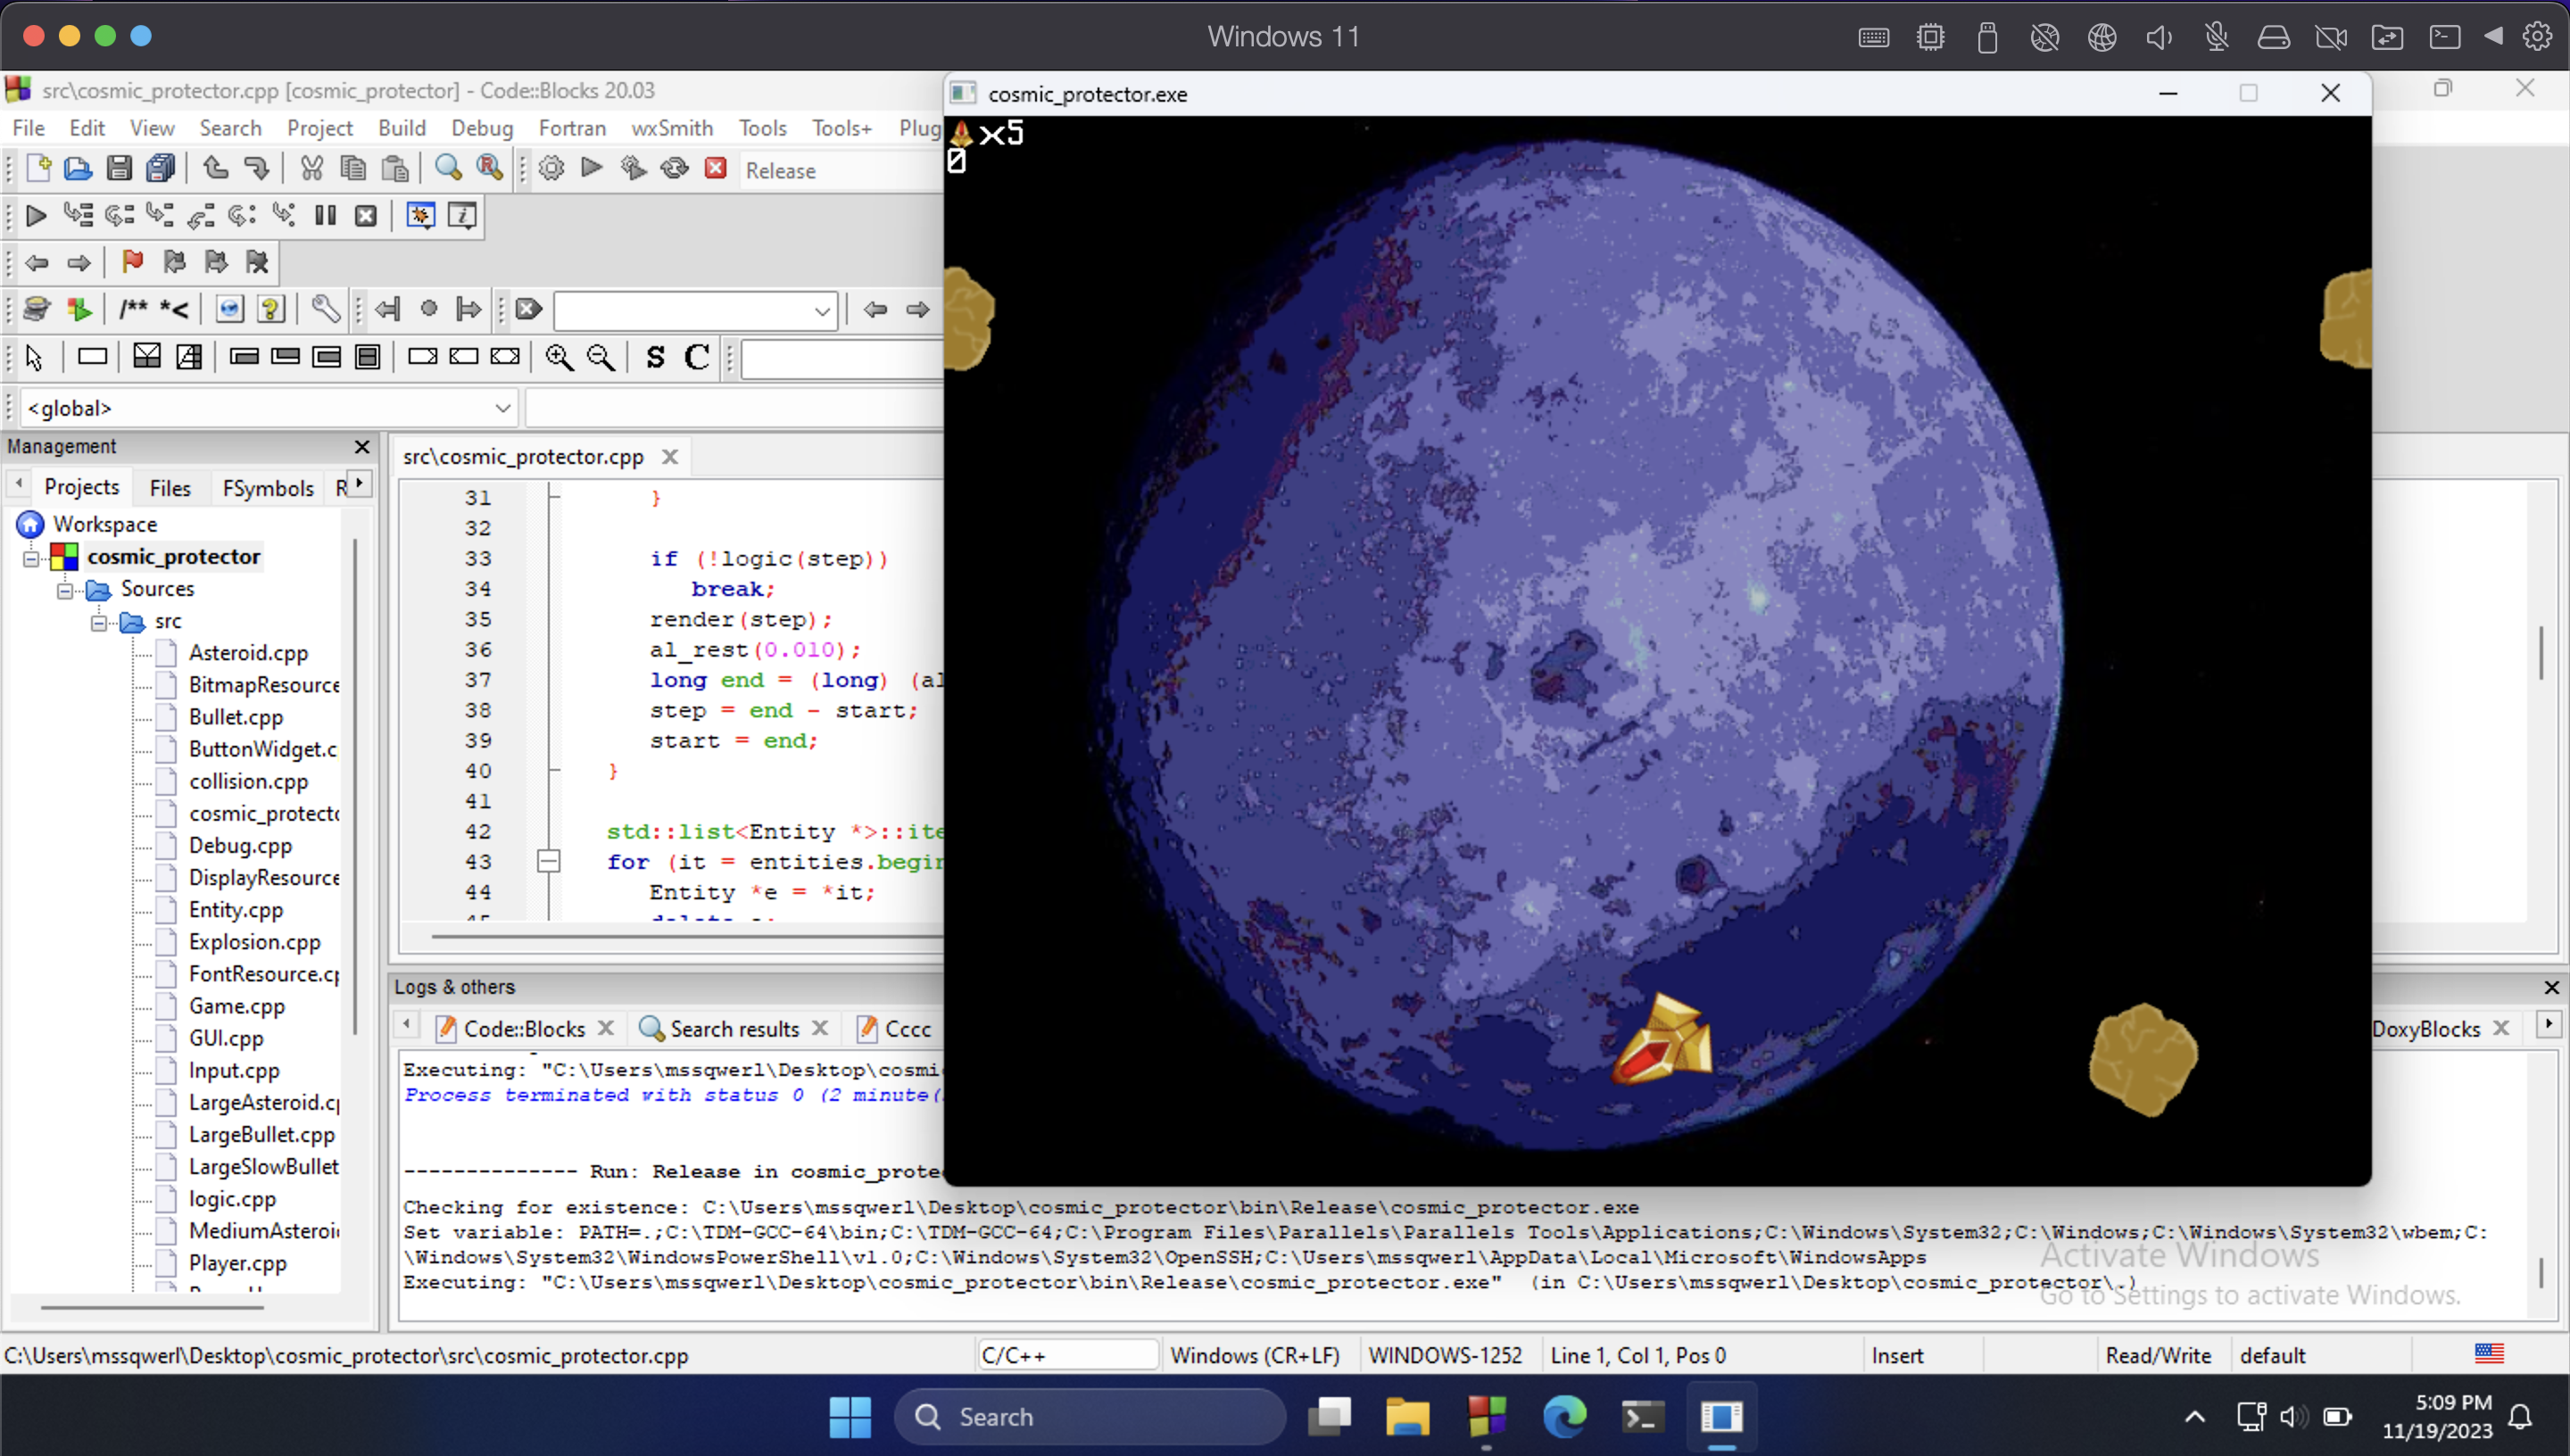 Windows 11
src\cosmic_protector.cpp [cosmic_protector] - Code::Blocks 20.03
File Edit View Search Project Build Debug Fortran wxSmith Tools Tools+ Plug
Release
/** *<
S C
<global>
Management
Projects Files FSymbols R
Workspace
cosmic_protector
Sources
src
Asteroid.cpp
BitmapResource
Bullet.cpp
ButtonWidget.c
collision.cpp
cosmic_protecto
Debug.cpp
DisplayResource
Entity.cpp
Explosion.cpp
FontResource.cp
Game.cpp
GUI.cpp
Input.cpp
LargeAsteroid.cp
LargeBullet.cpp
LargeSlowBullet
logic.cpp
MediumAsteroi
Player.cpp
src\cosmic_protector.cpp
31 }
32
33 if (!logic(step))
34 break;
35 render(step);
36 al_rest(0.010);
37 long end = (long) (al
38 step = end - start;
39 start = end;
40 }
41
42 std::list<Entity *>::ite
43 for (it = entities.begin
44 Entity *e = *it;
cosmic_protector.exe
x5
0
Logs & others
Code::Blocks Search results Cccc DoxyBlocks
Executing: "C:\Users\mssqwerl\Desktop\cosmi
Process terminated with status 0 (2 minute(
-------------- Run: Release in cosmic_prote
Checking for existence: C:\Users\mssqwerl\Desktop\cosmic_protector\bin\Release\cosmic_protector.exe
Set variable: PATH=.;C:\TDM-GCC-64\bin;C:\TDM-GCC-64;C:\Program Files\Parallels\Parallels Tools\Applications;C:\Windows\System32;C:\Windows;C:\Windows\System32\wbem;C:
\Windows\System32\WindowsPowerShell\v1.0;C:\Windows\System32\OpenSSH;C:\Users\mssqwerl\AppData\Local\Microsoft\WindowsApps
Executing: "C:\Users\mssqwerl\Desktop\cosmic_protector\bin\Release\cosmic_protector.exe" (in C:\Users\mssqwerl\Desktop\cosmic_protector\.)
Activate Windows
Go to Settings to activate Windows.
C:\Users\mssqwerl\Desktop\cosmic_protector\src\cosmic_protector.cpp C/C++ Windows (CR+LF) WINDOWS-1252 Line 1, Col 1, Pos 0 Insert Read/Write default
Search
5:09 PM
11/19/2023